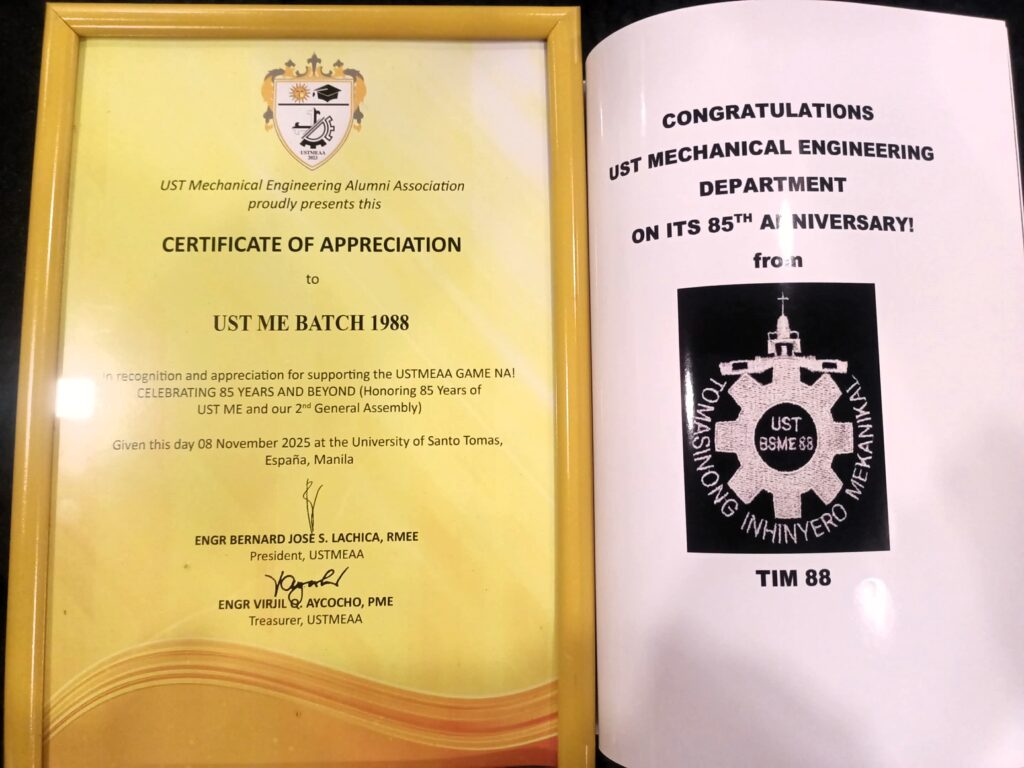 USTMEAA
2023
UST Mechanical Engineering Alumni Association
proudly presents this
CERTIFICATE OF APPRECIATION
to
UST ME BATCH 1988
In recognition and appreciation for supporting the USTMEAA GAME NA!
CELEBRATING 85 YEARS AND BEYOND (Honoring 85 Years of
UST ME and our 2nd General Assembly)
Given this day 08 November 2025 at the University of Santo Tomas,
España, Manila
ENGR BERNARD JOSE S. LACHICA, RMEE
President, USTMEAA
ENGR VIRJIL Q. AYCOCHO, PME
Treasurer, USTMEAA
CONGRATULATIONS
UST MECHANICAL ENGINEERING
DEPARTMENT
ON ITS 85TH ANNIVERSARY!
from
UST
BSME 88
TOMASINONG INHINYERO MEKANIKAL
TIM 88